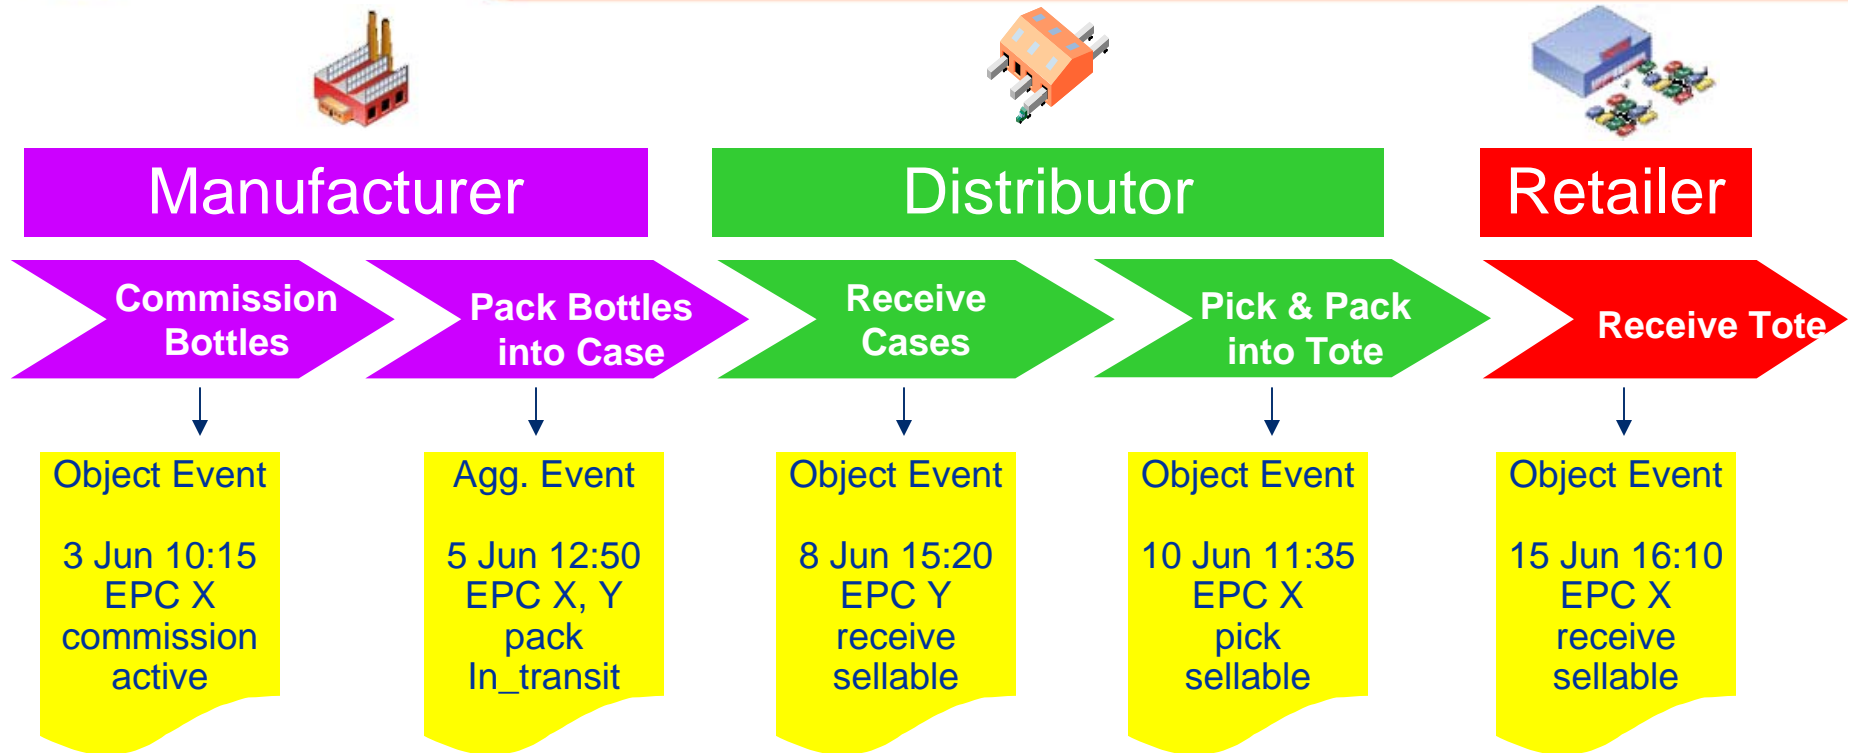 Manufacturer
Distributor
Retailer
Commission
Bottles
Pack Bottles
into Case
Receive
Cases
Pick & Pack
into Tote
Receive Tote
Object Event
3 Jun 10:15
EPC X
commission
active
Agg. Event
5 Jun 12:50
EPC X, Y
pack
In_transit
Object Event
8 Jun 15:20
EPC Y
receive
sellable
Object Event
10 Jun 11:35
EPC X
pick
sellable
Object Event
15 Jun 16:10
EPC X
receive
sellable